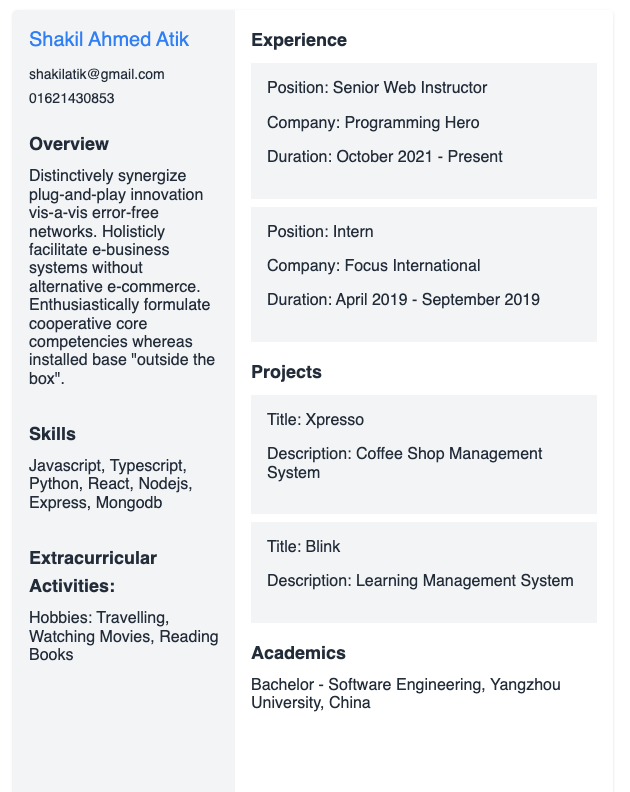 Shakil Ahmed Atik
shakilatik@gmail.com
01621430853
Overview
Distinctively synergize
plug-and-play innovation
vis-a-vis error-free
networks. Holisticly
facilitate e-business
systems without
alternative e-commerce.
Enthusiastically formulate
cooperative core
competencies whereas
installed base "outside the
box".
Skills
Javascript, Typescript,
Python, React, Nodejs,
Express, Mongodb
Extracurricular
Activities:
Hobbies: Travelling,
Watching Movies, Reading
Books
Experience
Position: Senior Web Instructor
Company: Programming Hero
Duration: October 2021 - Present
Position: Intern
Company: Focus International
Duration: April 2019 - September 2019
Projects
Title: Xpresso
Description: Coffee Shop Management
System
Title: Blink
Description: Learning Management System
Academics
Bachelor - Software Engineering, Yangzhou
University, China